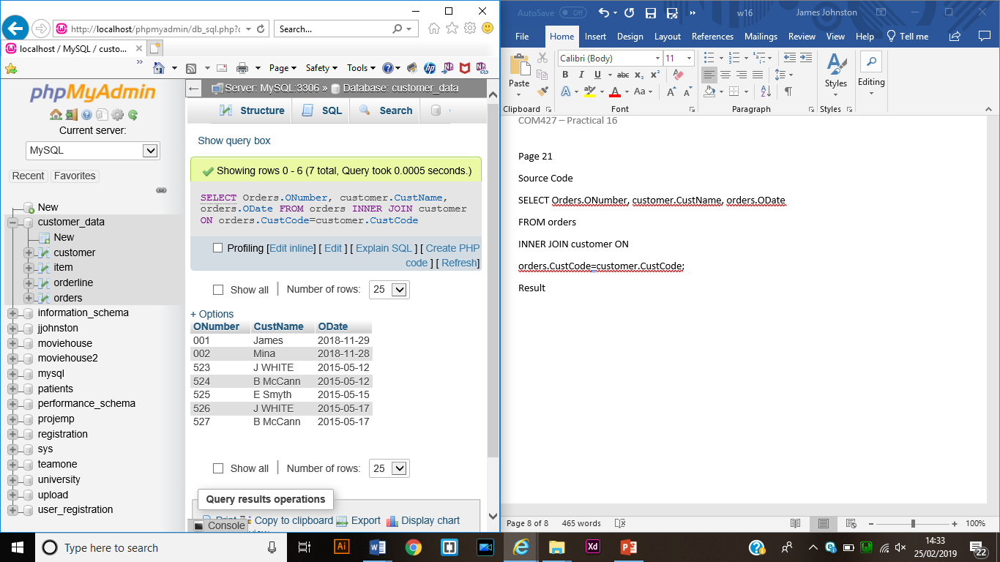 http://localhost/phpmyadmin/db_sql.php?c
Search...
localhost / MySQL / custo...
Page
Safety
Tools
phpMyAdmin
Current server:
MySQL
Recent Favorites
New
customer_data
New
customer
item
orderline
orders
information_schema
jjohnston
moviehouse
moviehouse2
mysql
patients
performance_schema
projemp
registration
sys
teamone
university
upload
user_registration
Server: MySQL:3306 » Database: customer_data
Structure SQL Search
Show query box
Showing rows 0 - 6 (7 total, Query took 0.0005 seconds.)
SELECT Orders.ONumber, customer.CustName,
orders.ODate FROM orders INNER JOIN customer
ON orders.CustCode=customer.CustCode
Profiling [Edit inline] [ Edit ] [ Explain SQL ] [ Create PHP
code ] [ Refresh]
Show all Number of rows: 25
+ Options
ONumber CustName ODate
001 James 2018-11-29
002 Mina 2018-11-28
523 J WHITE 2015-05-12
524 B McCann 2015-05-12
525 E Smyth 2015-05-15
526 J WHITE 2015-05-17
527 B McCann 2015-05-17
Show all Number of rows: 25
Query results operations
Print Copy to clipboard Export Display chart
Console
AutoSave Off w16 James Johnston
File Home Insert Design Layout References Mailings Review View Help Tell me
Paste
Clipboard
Calibri (Body) 11
B I U abc x₂ x²
A ab A Aa A A
Font
Paragraph
Styles
Styles
Editing
COM427 – Practical 16
Page 21
Source Code
SELECT Orders.ONumber, customer.CustName, orders.ODate
FROM orders
INNER JOIN customer ON
orders.CustCode=customer.CustCode;
Result
Page 8 of 8 465 words 100%
Type here to search
Ai
Xd
14:33
25/02/2019
22